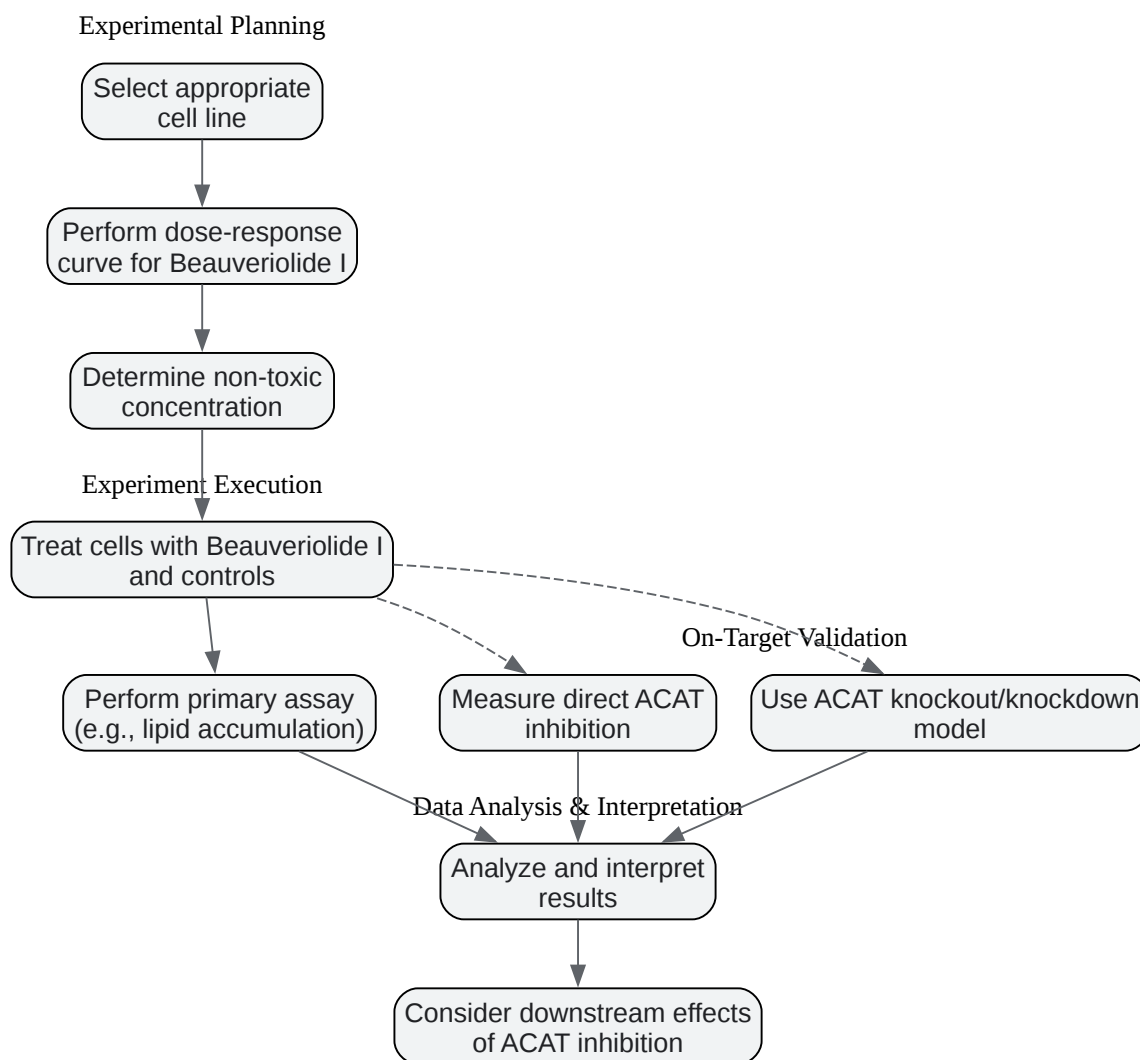 Experimental Planning
Select appropriate
cell line
Perform dose-response
curve for Beauveriolide I
Determine non-toxic
concentration
Experiment Execution
Treat cells with Beauveriolide I
and controls
On-Target Validation
Perform primary assay
(e.g., lipid accumulation)
Measure direct ACAT
inhibition
Use ACAT knockout/knockdown
model
Data Analysis & Interpretation
Analyze and interpret
results
Consider downstream effects
of ACAT inhibition